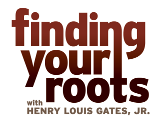 finding
your
roots
with
HENRY LOUIS GATES, JR.